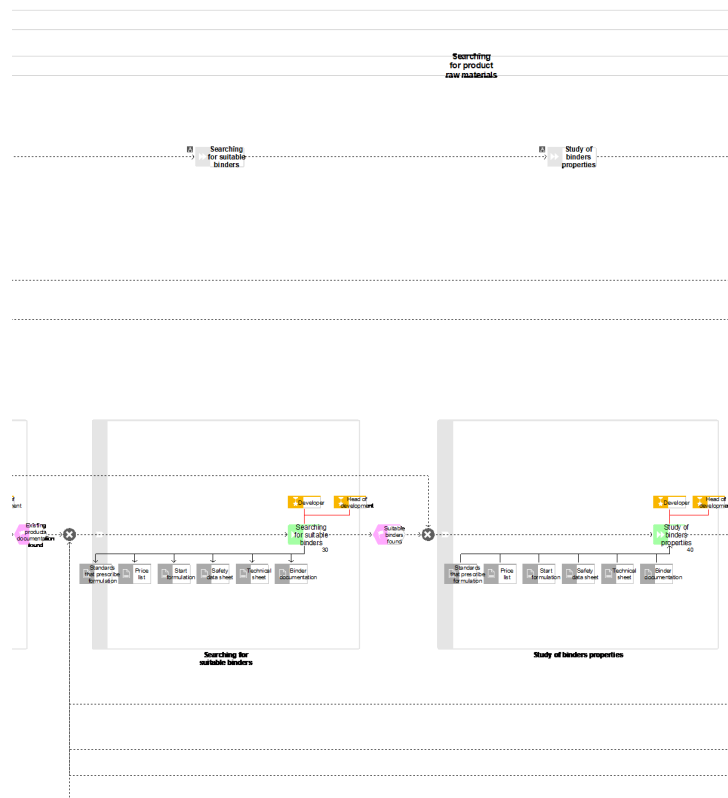 Searching
for product
raw materials
Searching
for suitable
binders
Study of
binders
properties
Developer
Head of
development
Developer
Head of
developme
Existing
products
documentation
found
Searching
for suitable
binders
30
Suitable
binders
found
Study of
binders
properties
40
Standards
that prescribe
formulation
Price
list
Start
formulation
Safety
data sheet
Technical
sheet
Binder
documentation
Standards
that prescribe
formulation
Price
list
Start
formulation
Safety
data sheet
Technical
sheet
Binder
documentation
Searching for
suitable binders
Study of binders properties